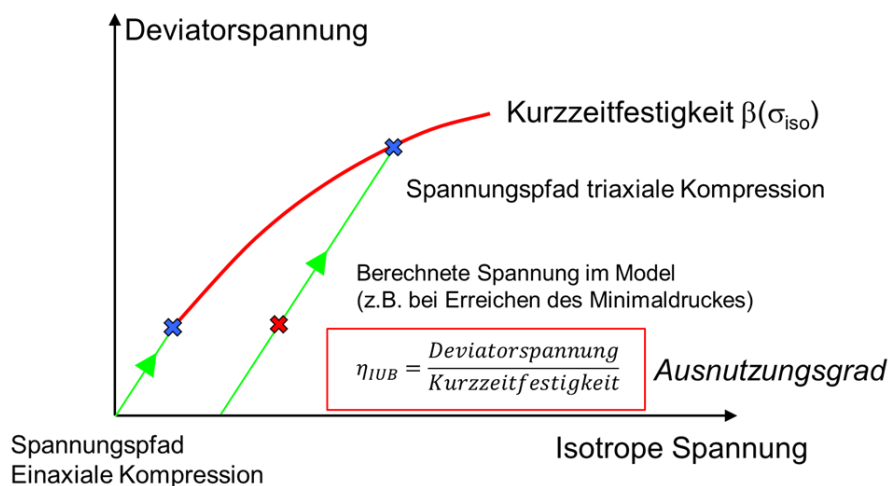 Deviatorspannung
Kurzzeitfestigkeit β(σiso)
Spannungspfad triaxiale Kompression
Berechnete Spannung im Model
(z.B. bei Erreichen des Minimaldruckes)
ηIUB = Deviatorspannung / Kurzzeitfestigkeit
Ausnutzungsgrad
Spannungspfad
Einaxiale Kompression
Isotrope Spannung